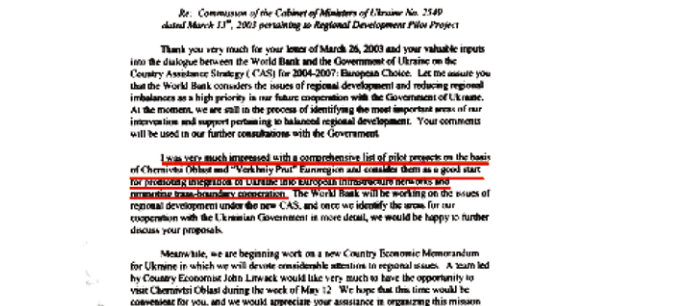 Re: Commission of the Cabinet of Ministers of Ukraine No. 2549
dated March 13th, 2003 pertaining to Regional Development Pilot Project
Thank you very much for your letter of March 26, 2003 and your valuable inputs
into the dialogue between the World Bank and the Government of Ukraine on the
Country Assistance Strategy ( CAS) for 2004-2007: European Choice. Let me assure you
that the World Bank considers the issues of regional development and reducing regional
imbalances as a high priority in our future cooperation with the Government of Ukraine.
At the moment, we are still in the process of identifying the most important areas of our
intervention and support pertaining to balanced regional development. Your comments
will be used in our further consultations with the Government.
I was very much impressed with a comprehensive list of pilot projects on the basis
of Chernivtsi Oblast and "Verkhniy Prut" Euroregion and consider them as a good start
for promoting integration of Ukraine into European infrastructure networks and
promoting trans-boundary cooperation. The World Bank will be working on the issues of
regional development under the new CAS, and once we identify the areas for our
cooperation with the Ukrainian Government in more detail, we would be happy to further
discuss your proposals.
Meanwhile, we are beginning work on a new Country Economic Memorandum
for Ukraine in which we will devote considerable attention to regional issues. A team led
by Country Economist John Litwack would like very much to have the opportunity to
visit Chernivtsi Oblast during the week of May 12 We hope that this time would be
convenient for you, and we would appreciate your assistance in organizing this mission